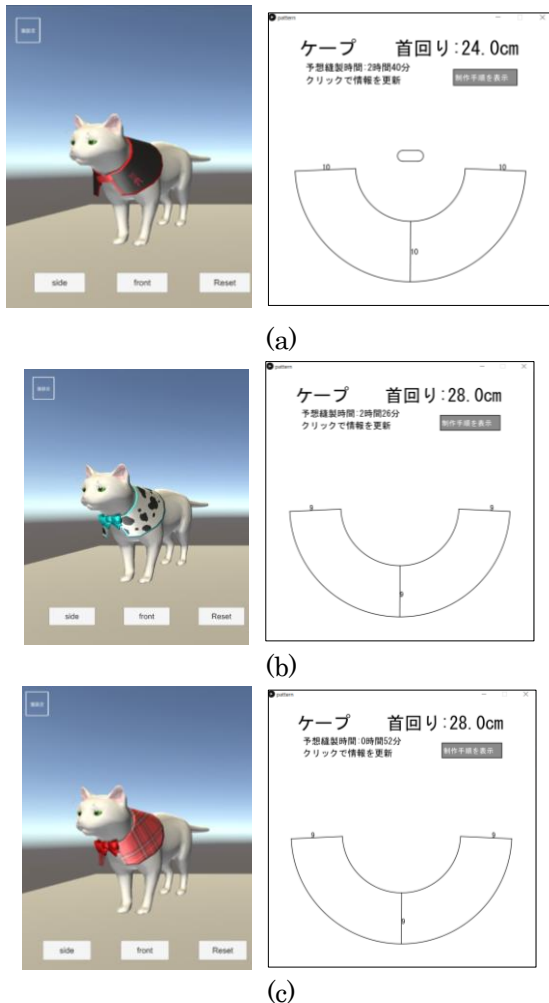 pattern
ケープ 首回り:24.0cm
予想縫製時間:2時間40分
クリックで情報を更新
制作手順を表示
10 10
10
side front Reset
(a)
pattern
ケープ 首回り:28.0cm
予想縫製時間:2時間26分
クリックで情報を更新
制作手順を表示
9 9
9
side front Reset
(b)
pattern
ケープ 首回り:28.0cm
予想縫製時間:0時間52分
クリックで情報を更新
制作手順を表示
9 9
9
side front Reset
(c)